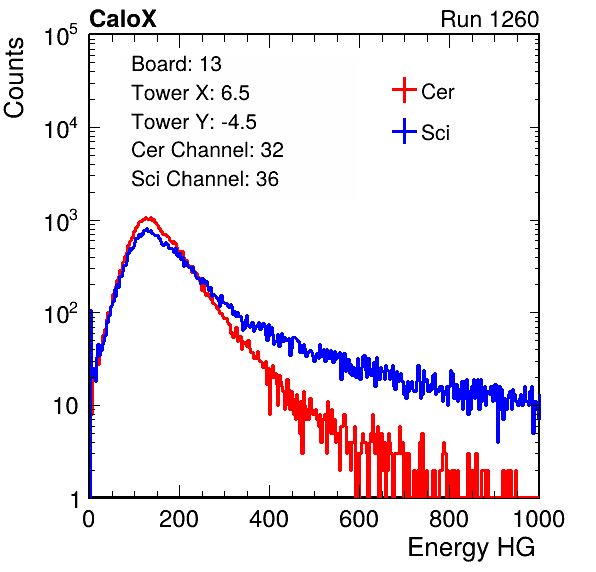 CaloX Run 1260
Counts
10^5
10^4
10^3
10^2
10
1
Board: 13
Tower X: 6.5
Tower Y: -4.5
Cer Channel: 32
Sci Channel: 36
Cer
Sci
0 200 400 600 800 1000
Energy HG